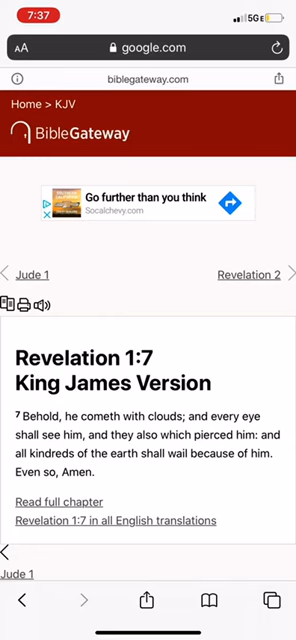 7:37
5GE
AA
google.com
biblegateway.com
Home > KJV
BibleGateway
Go further than you think
Socalchevy.com
Jude 1
Revelation 2
Revelation 1:7
King James Version
7 Behold, he cometh with clouds; and every eye
shall see him, and they also which pierced him: and
all kindreds of the earth shall wail because of him.
Even so, Amen.
Read full chapter
Revelation 1:7 in all English translations
Jude 1